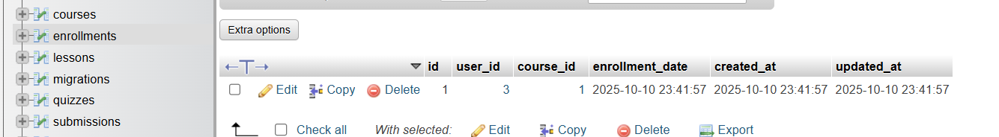 courses
enrollments
lessons
migrations
quizzes
submissions
Extra options
id user_id course_id enrollment_date created_at updated_at
Edit Copy Delete 1 3 1 2025-10-10 23:41:57 2025-10-10 23:41:57 2025-10-10 23:41:57
Check all With selected: Edit Copy Delete Export